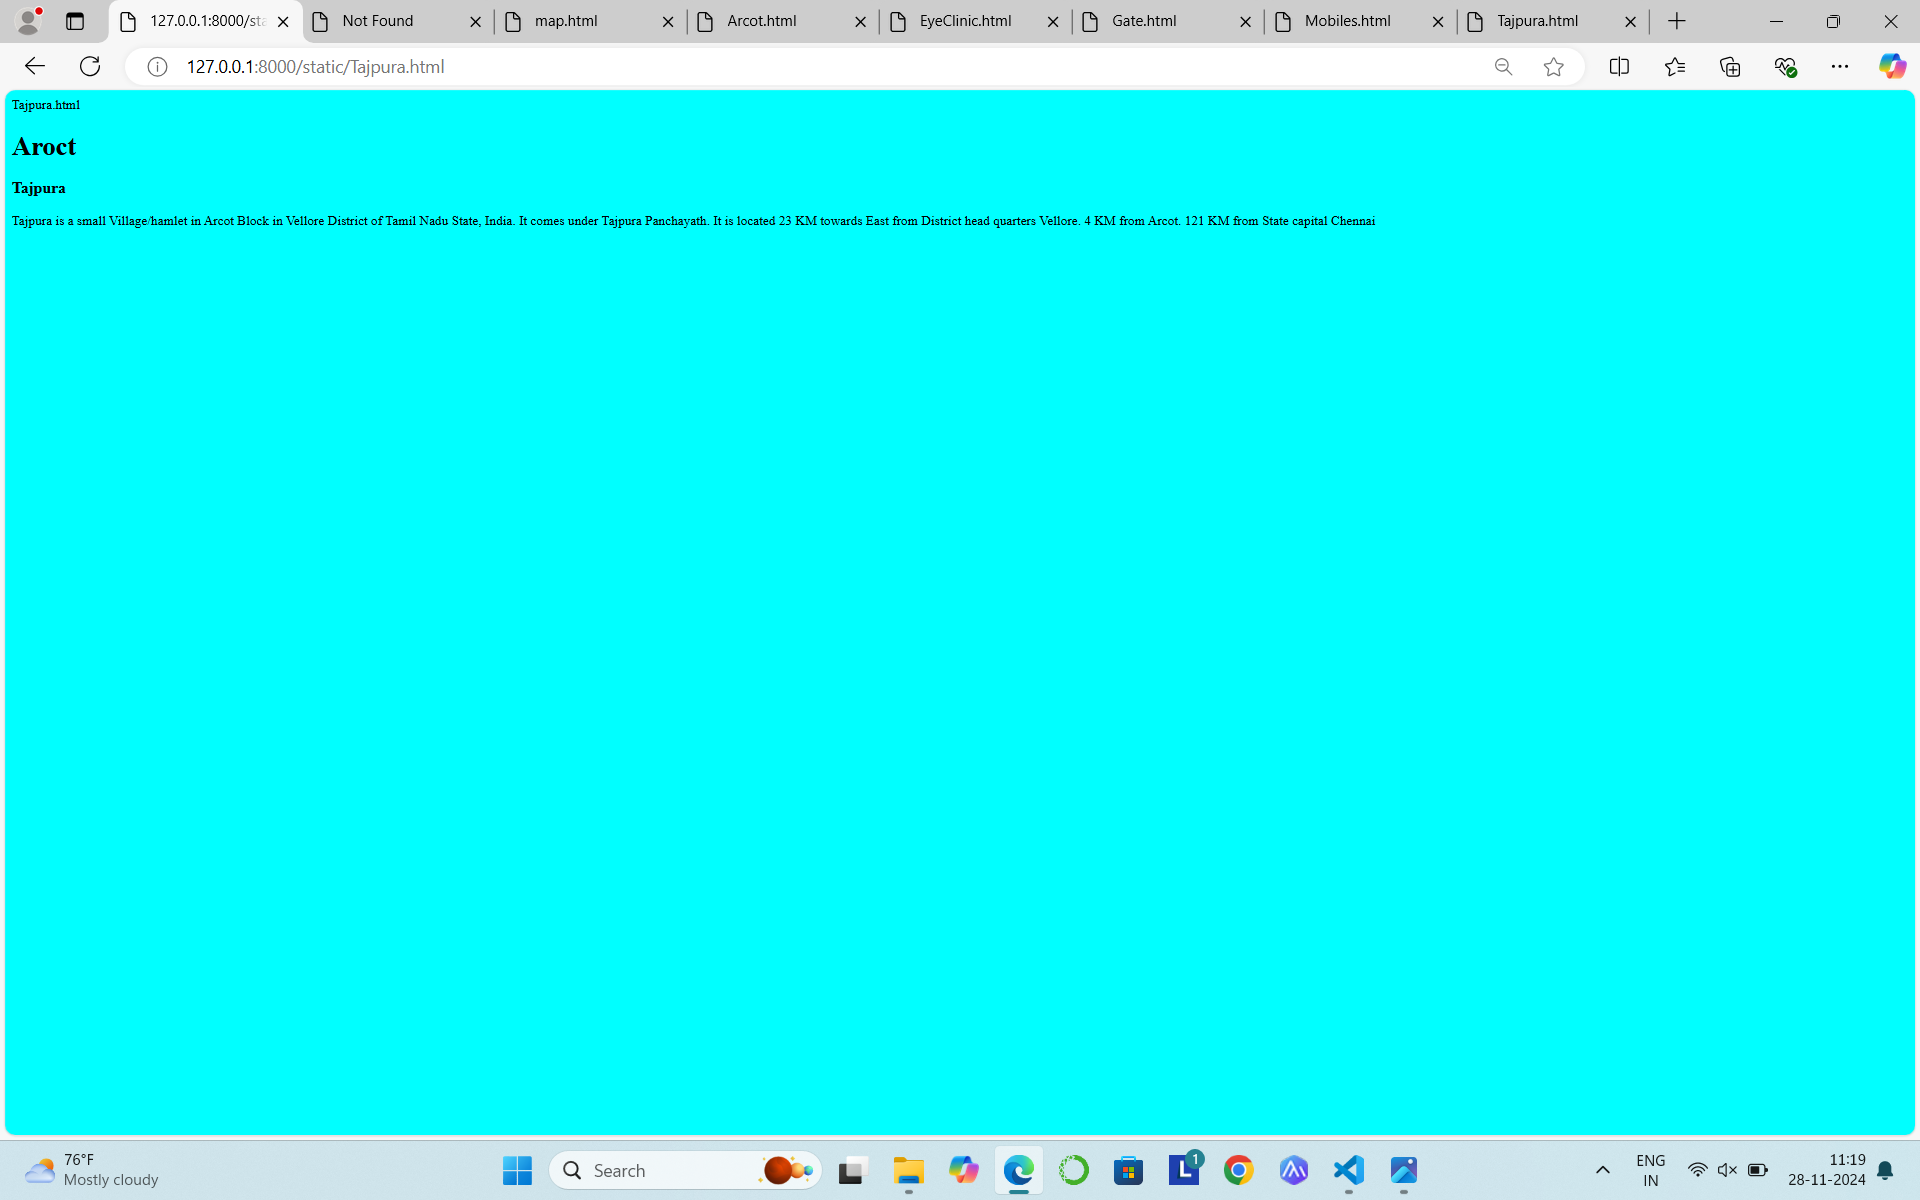 127.0.0.1:8000/sta
Not Found
map.html
Arcot.html
EyeClinic.html
Gate.html
Mobiles.html
Tajpura.html
127.0.0.1:8000/static/Tajpura.html
Tajpura.html
Aroct
Tajpura
Tajpura is a small Village/hamlet in Arcot Block in Vellore District of Tamil Nadu State, India. It comes under Tajpura Panchayath. It is located 23 KM towards East from District head quarters Vellore. 4 KM from Arcot. 121 KM from State capital Chennai
76°F
Mostly cloudy
Search
L
1
ENG
IN
11:19
28-11-2024